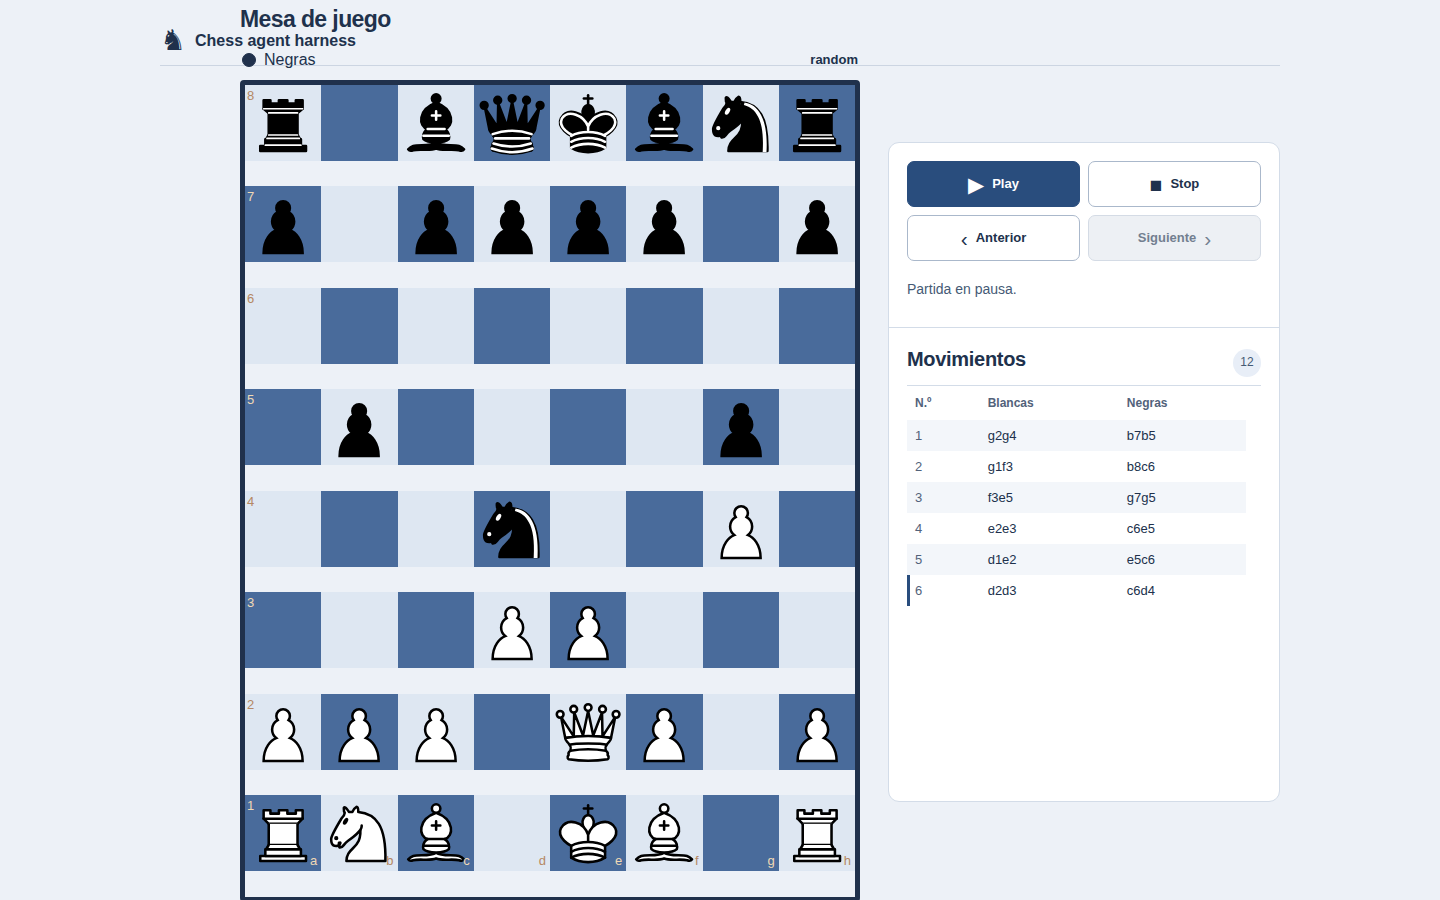 Mesa de juego
Chess agent harness
Negras
random
8
7
6
5
4
3
2
1
a
b
c
d
e
f
g
h
Play
Stop
Anterior
Siguiente
Partida en pausa.
Movimientos
12
N.º Blancas Negras
1 g2g4 b7b5
2 g1f3 b8c6
3 f3e5 g7g5
4 e2e3 c6e5
5 d1e2 e5c6
6 d2d3 c6d4